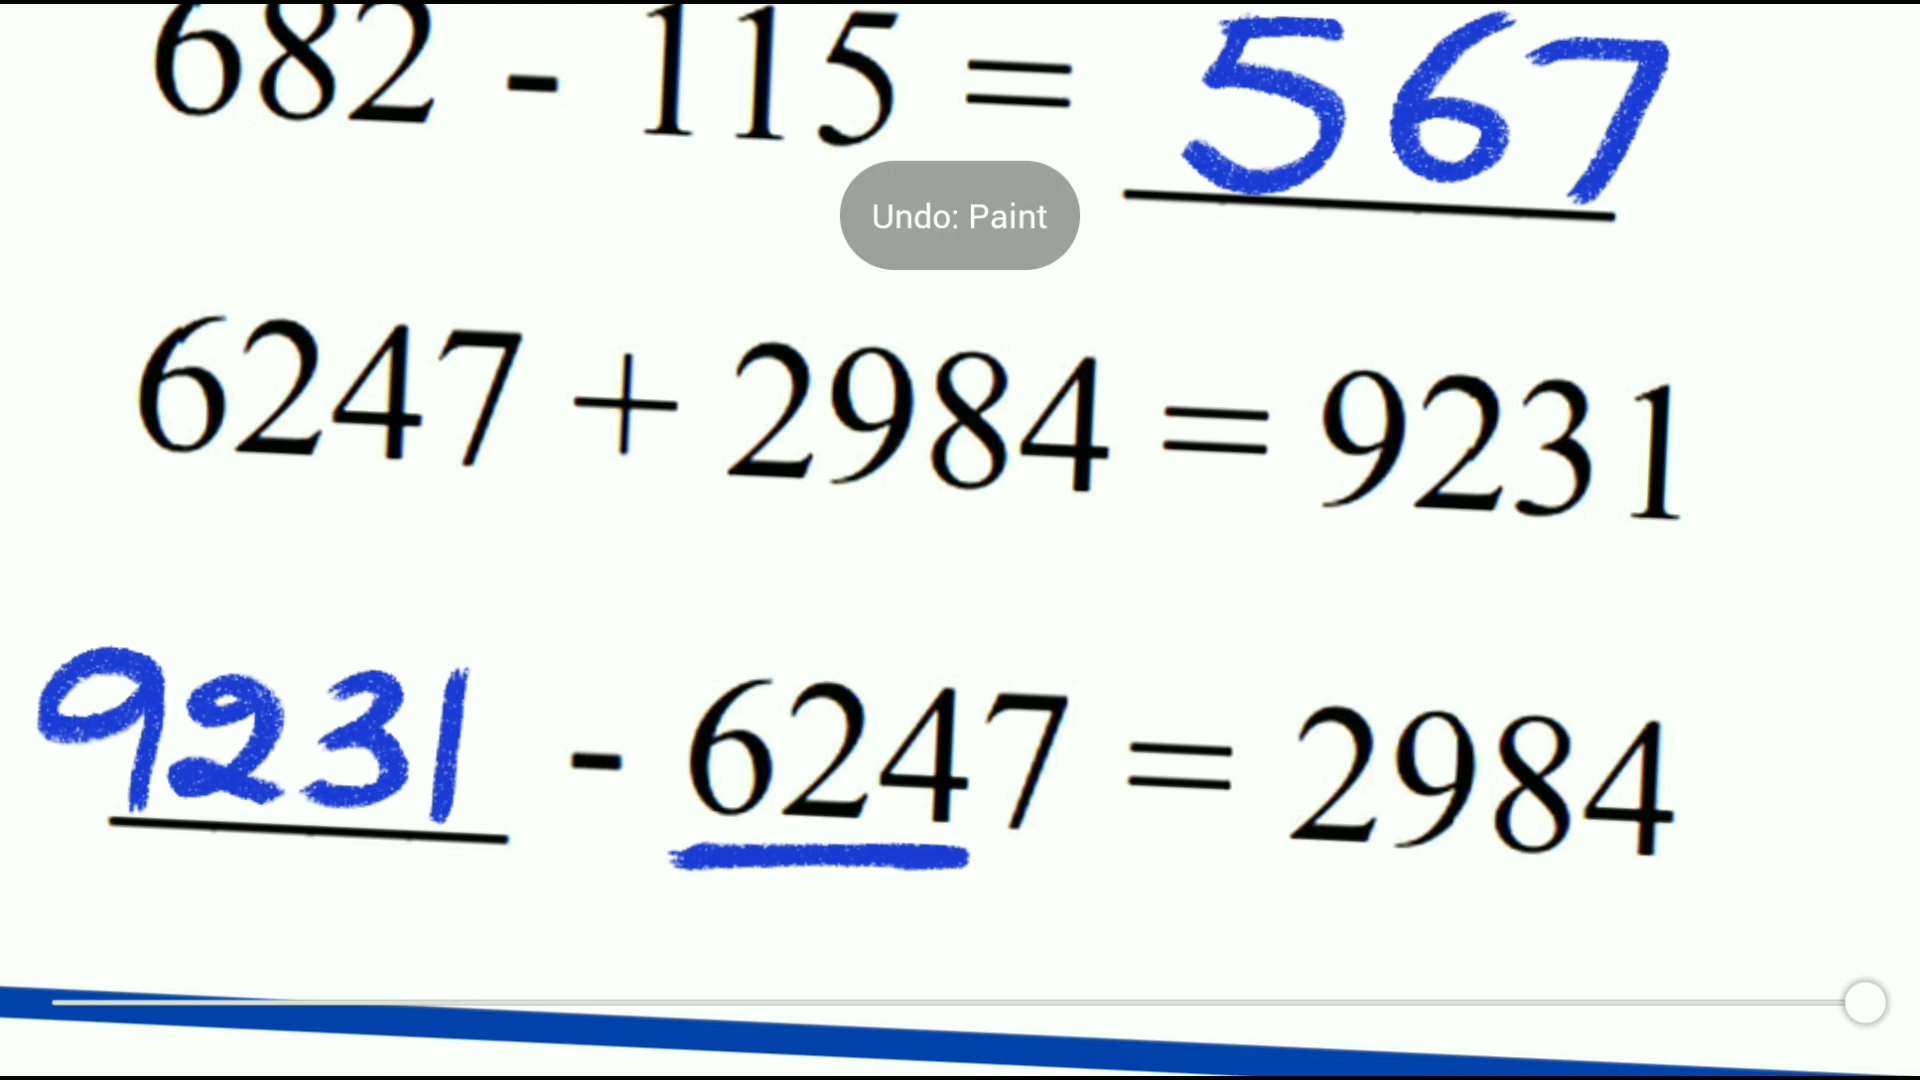 682 - 115 = 567
Undo: Paint
6247 + 2984 = 9231
9231 - 6247 = 2984